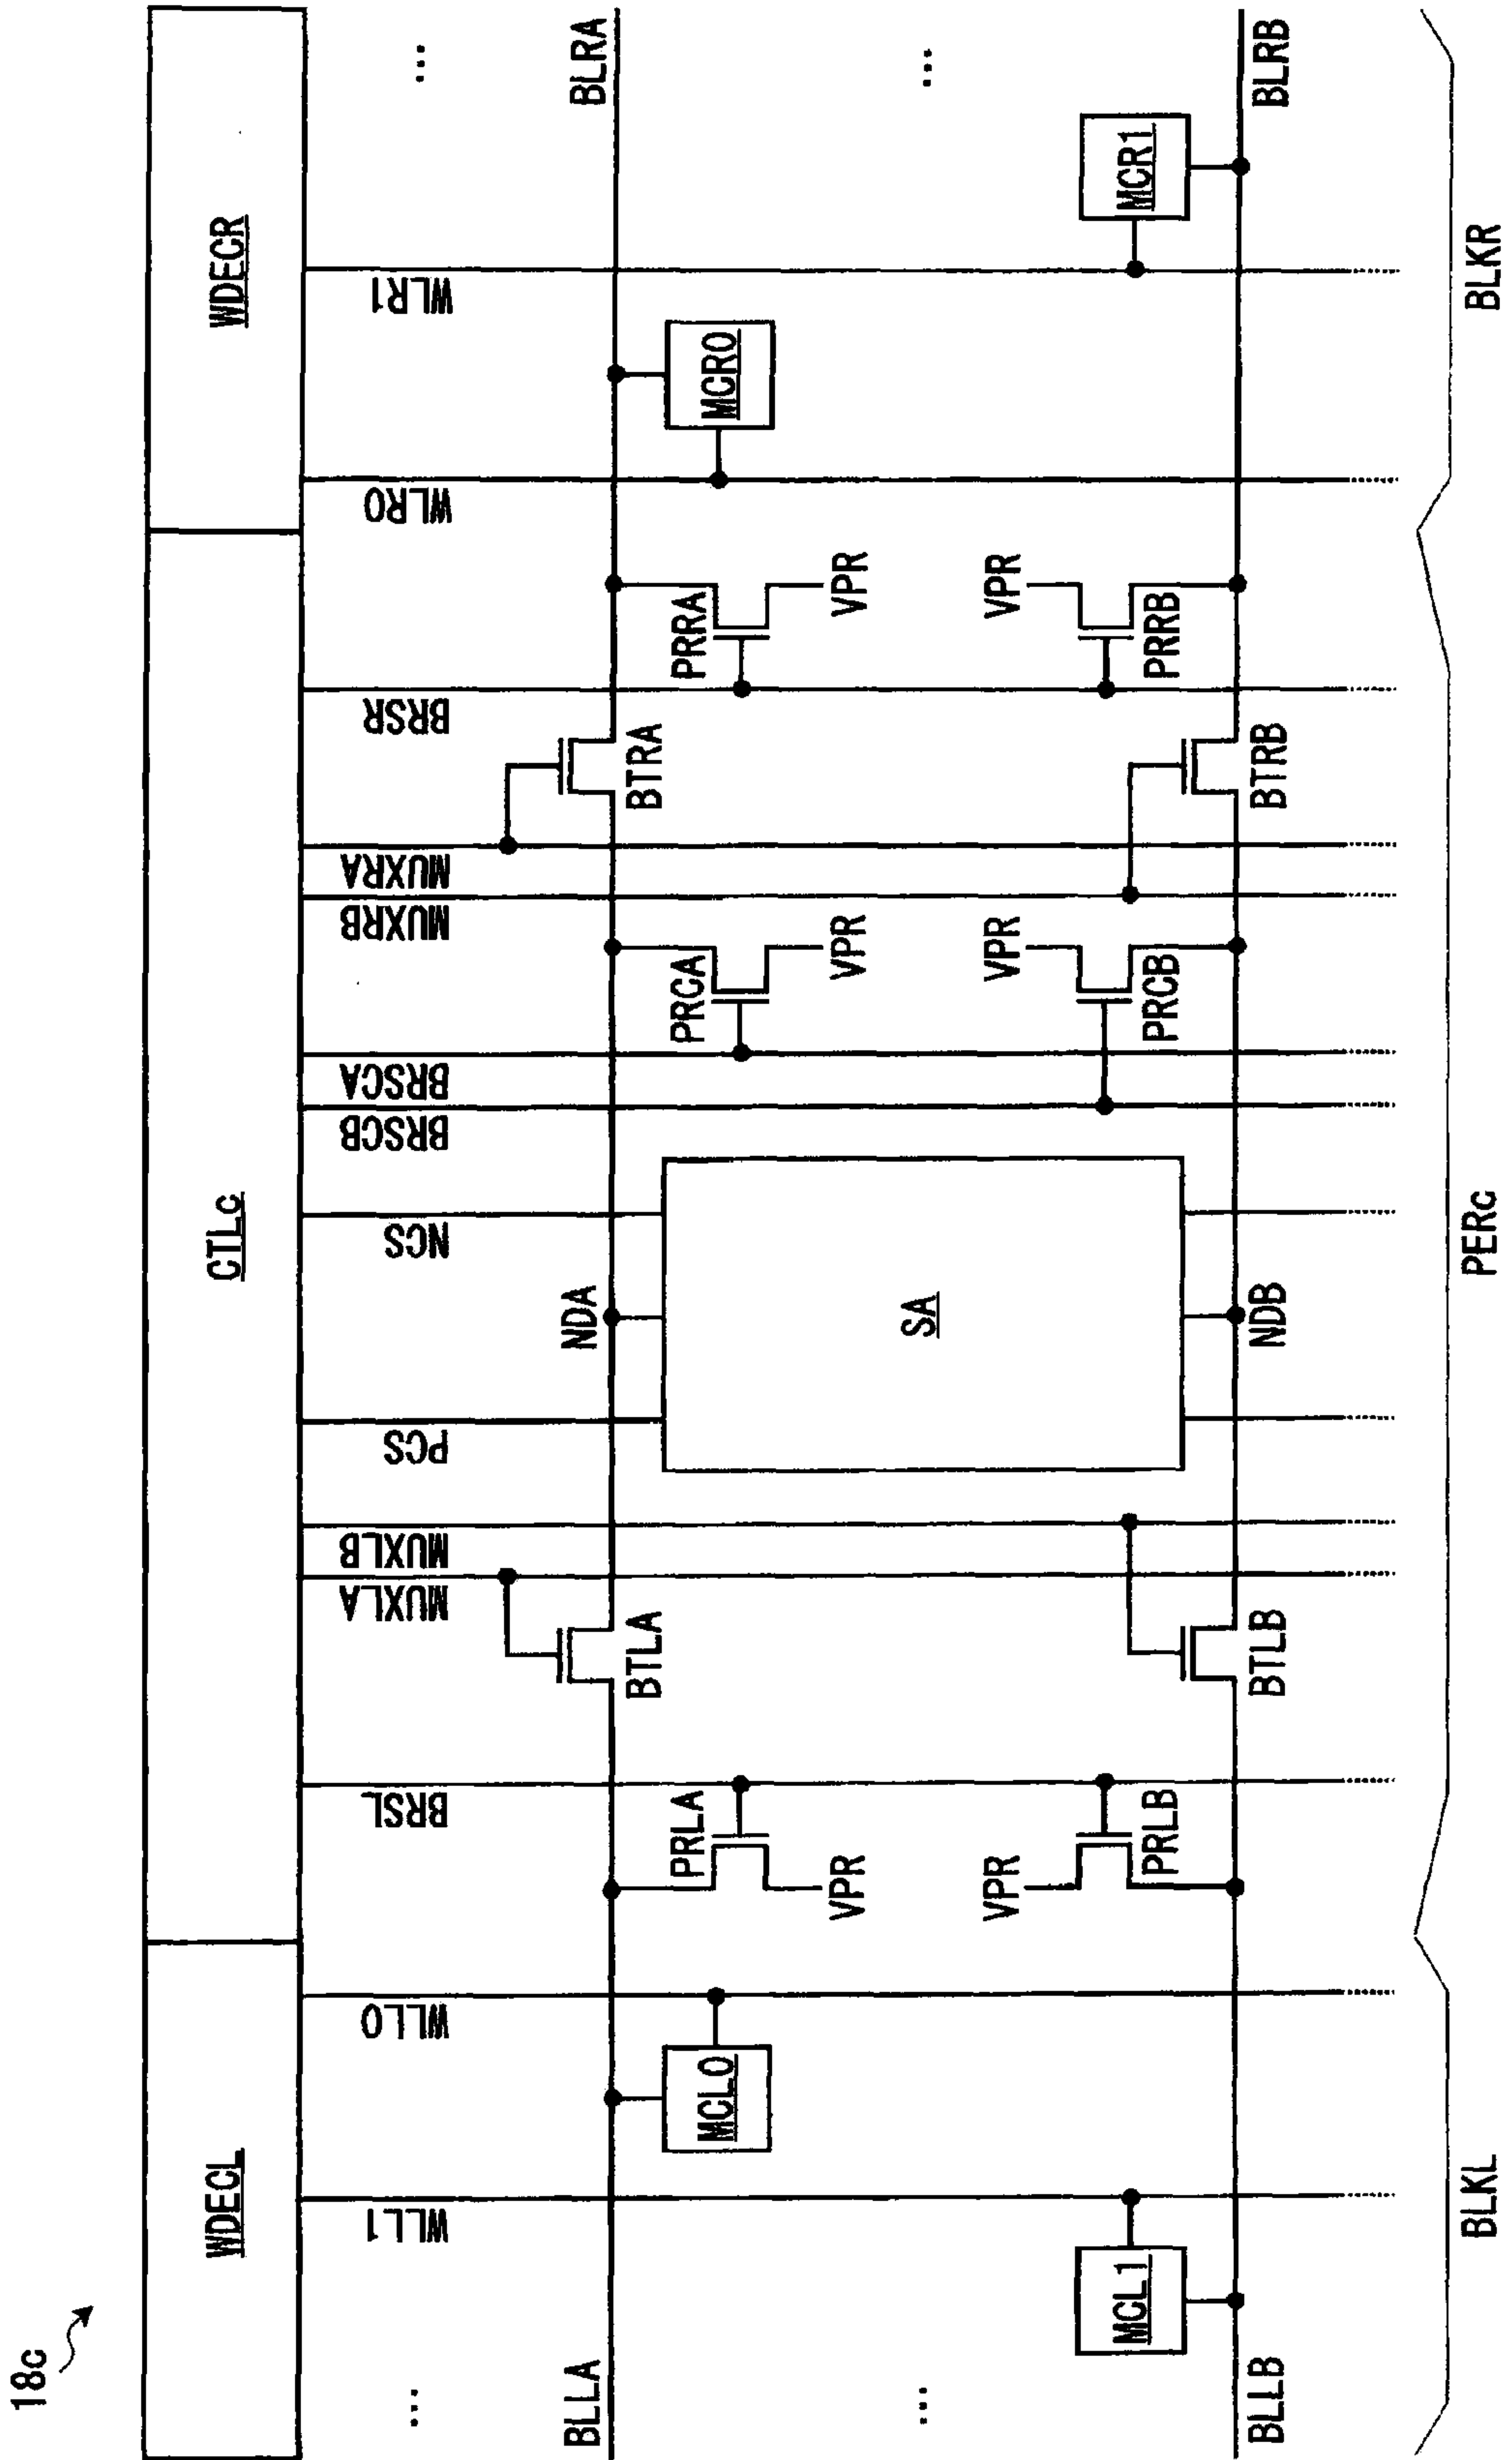 18c
WDECL
CTLc
WDECR
WLL1
WLL0
BRSL
MUXLA
MUXLB
PCS
NCS
BRSCB
BRSCA
MUXRB
MUXRA
BRSR
WLR0
WLR1
...
...
BLLA
BTLA
NDA
BTRA
BLRA
MCL0
PRLA
VPR
PRCA
VPR
PRRA
VPR
MCR0
...
SA
...
MCL1
VPR
PRLB
VPR
PRCB
VPR
PRRB
MCR1
BLLB
BTLB
NDB
BTRB
BLRB
BLKL
PERc
BLKR